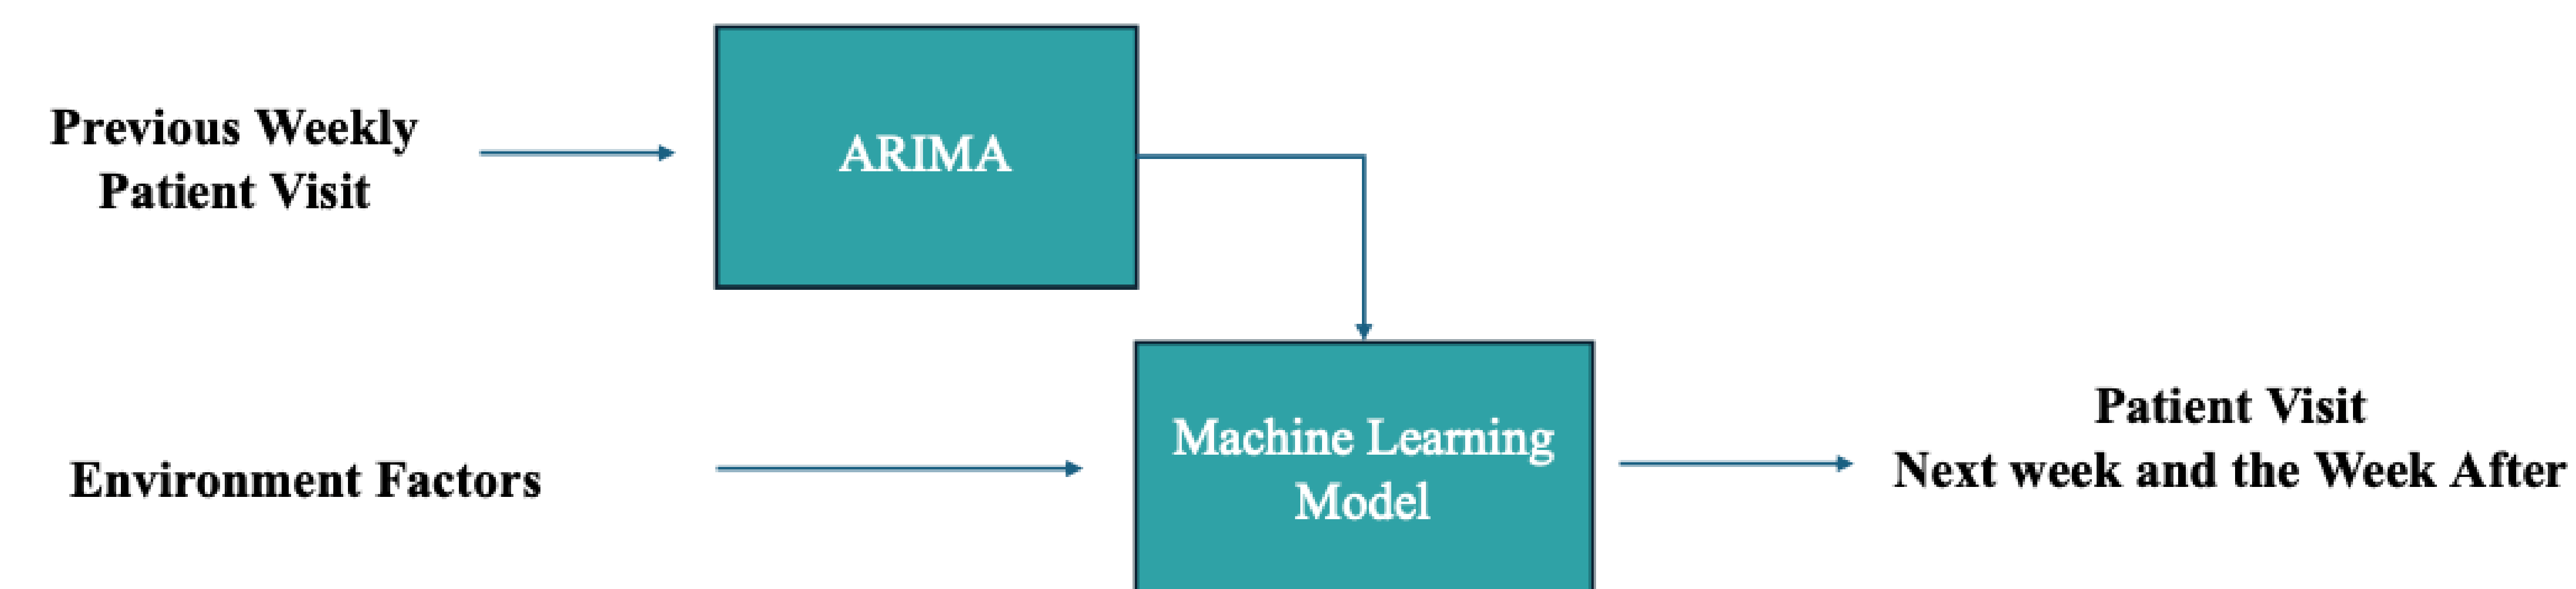 Previous Weekly
Patient Visit
ARIMA
Environment Factors
Machine Learning
Model
Patient Visit
Next week and the Week After